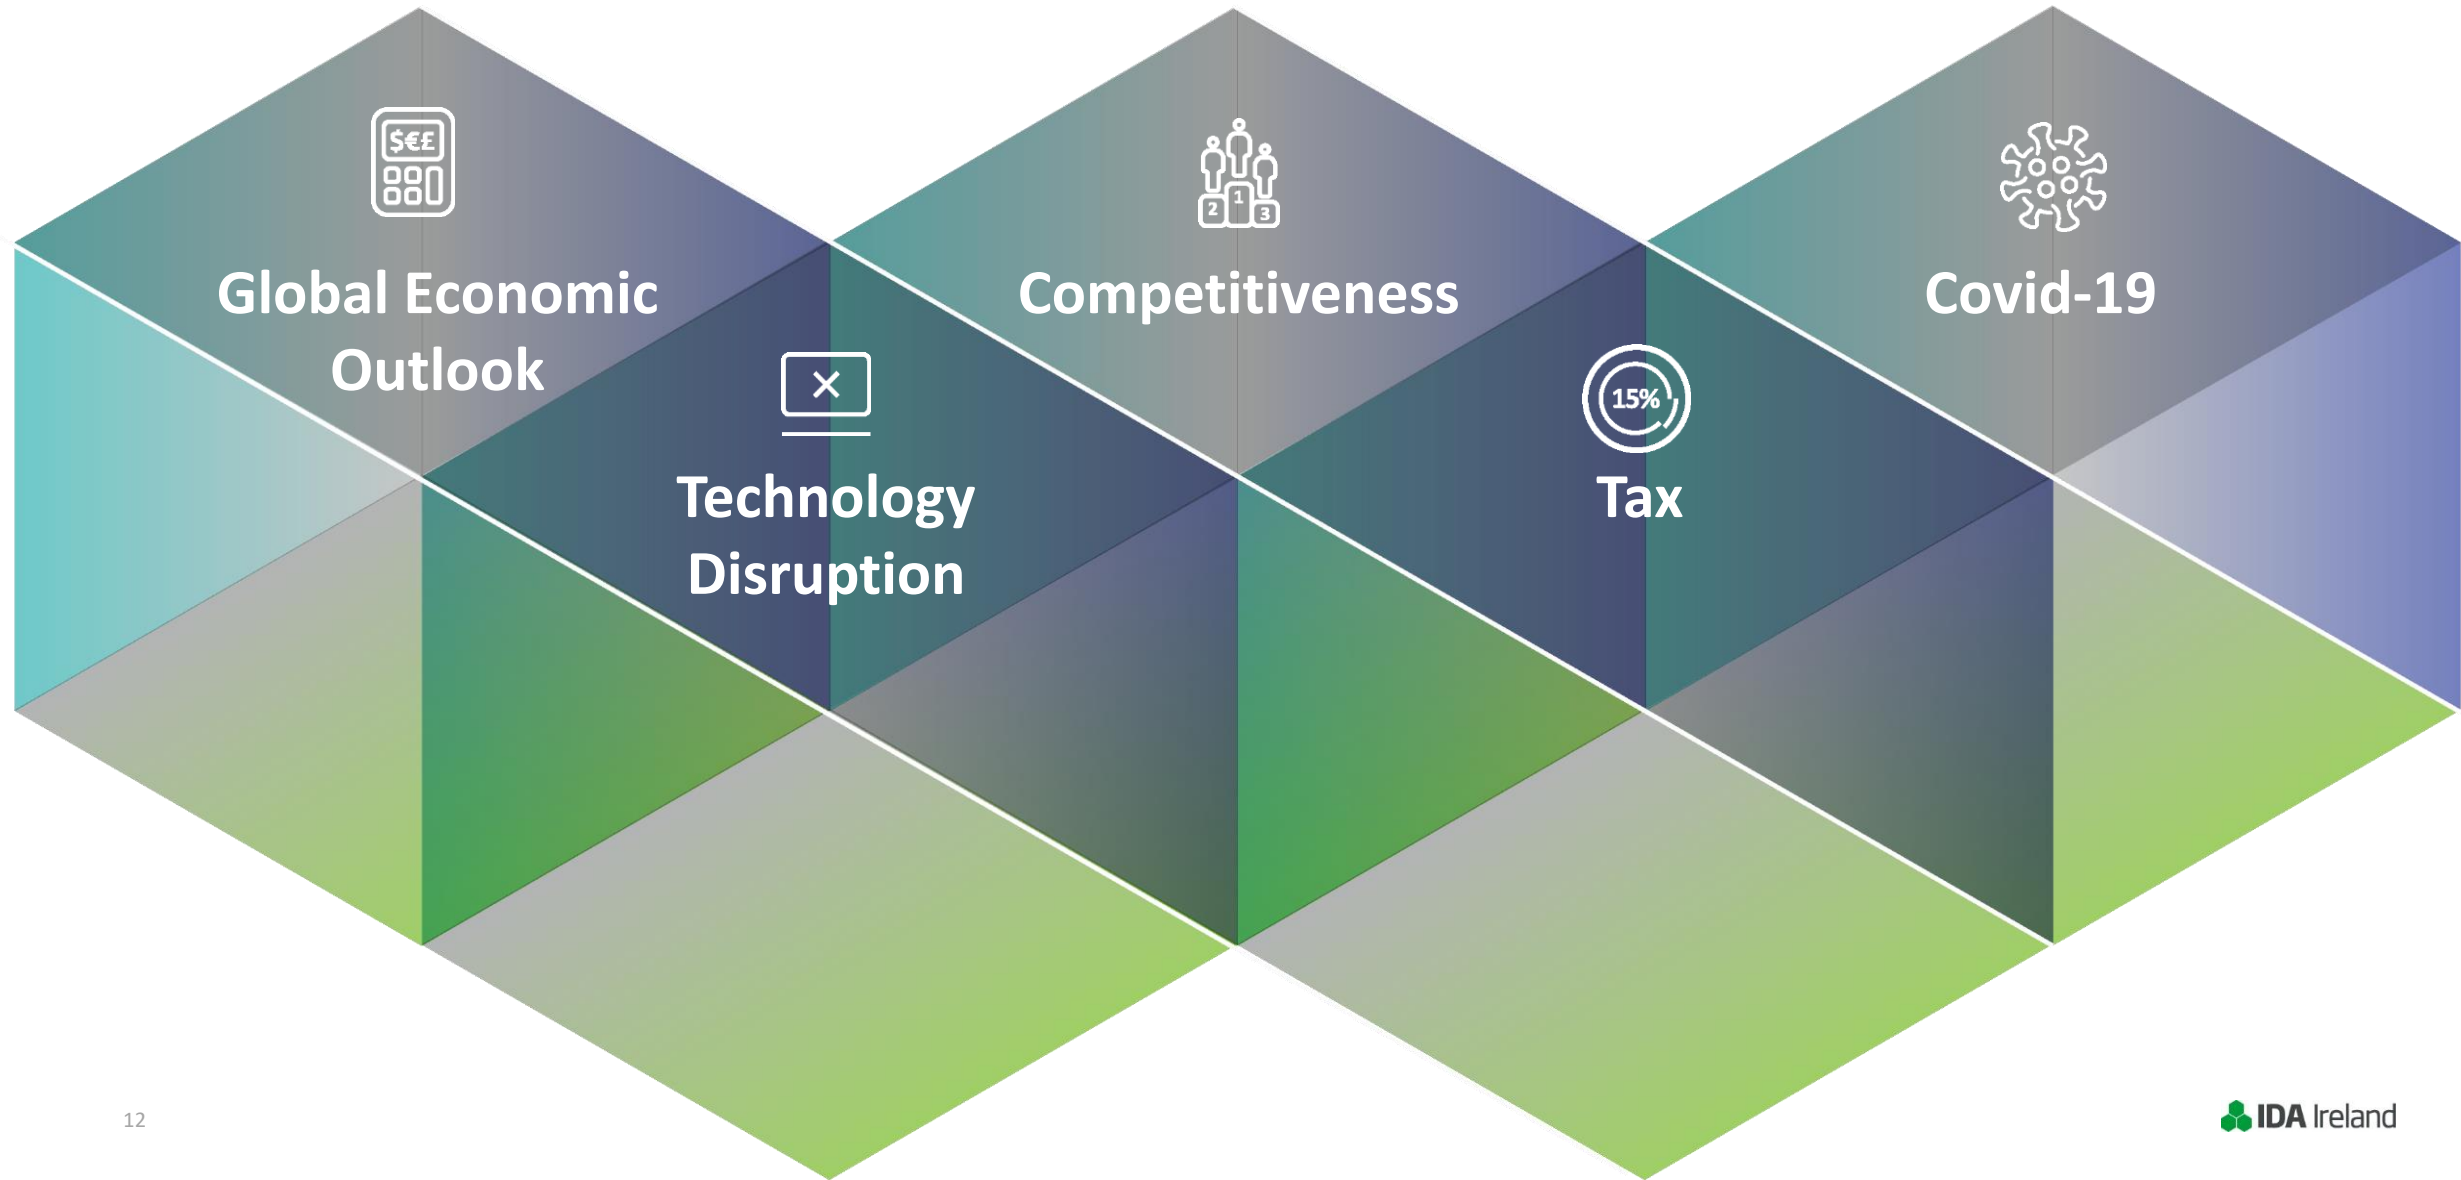 $€£
Global Economic
Outlook
✕
Technology
Disruption
2 1 3
Competitiveness
15%
Tax
Covid-19
12
IDA Ireland